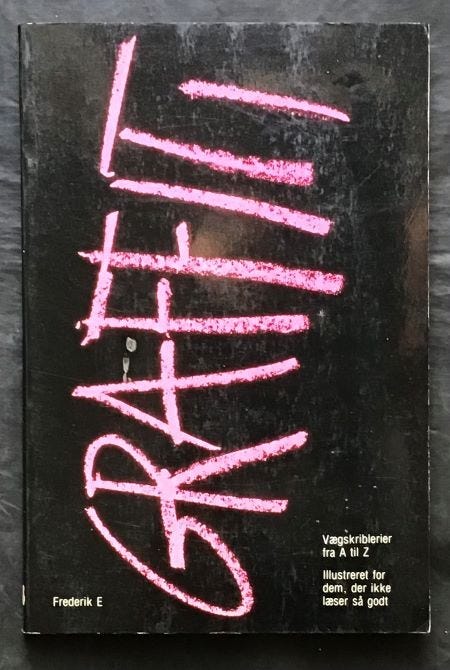 GRAFFITI
Vægskriblerier
fra A til Z
Illustreret for
dem, der ikke
læser så godt
Frederik E